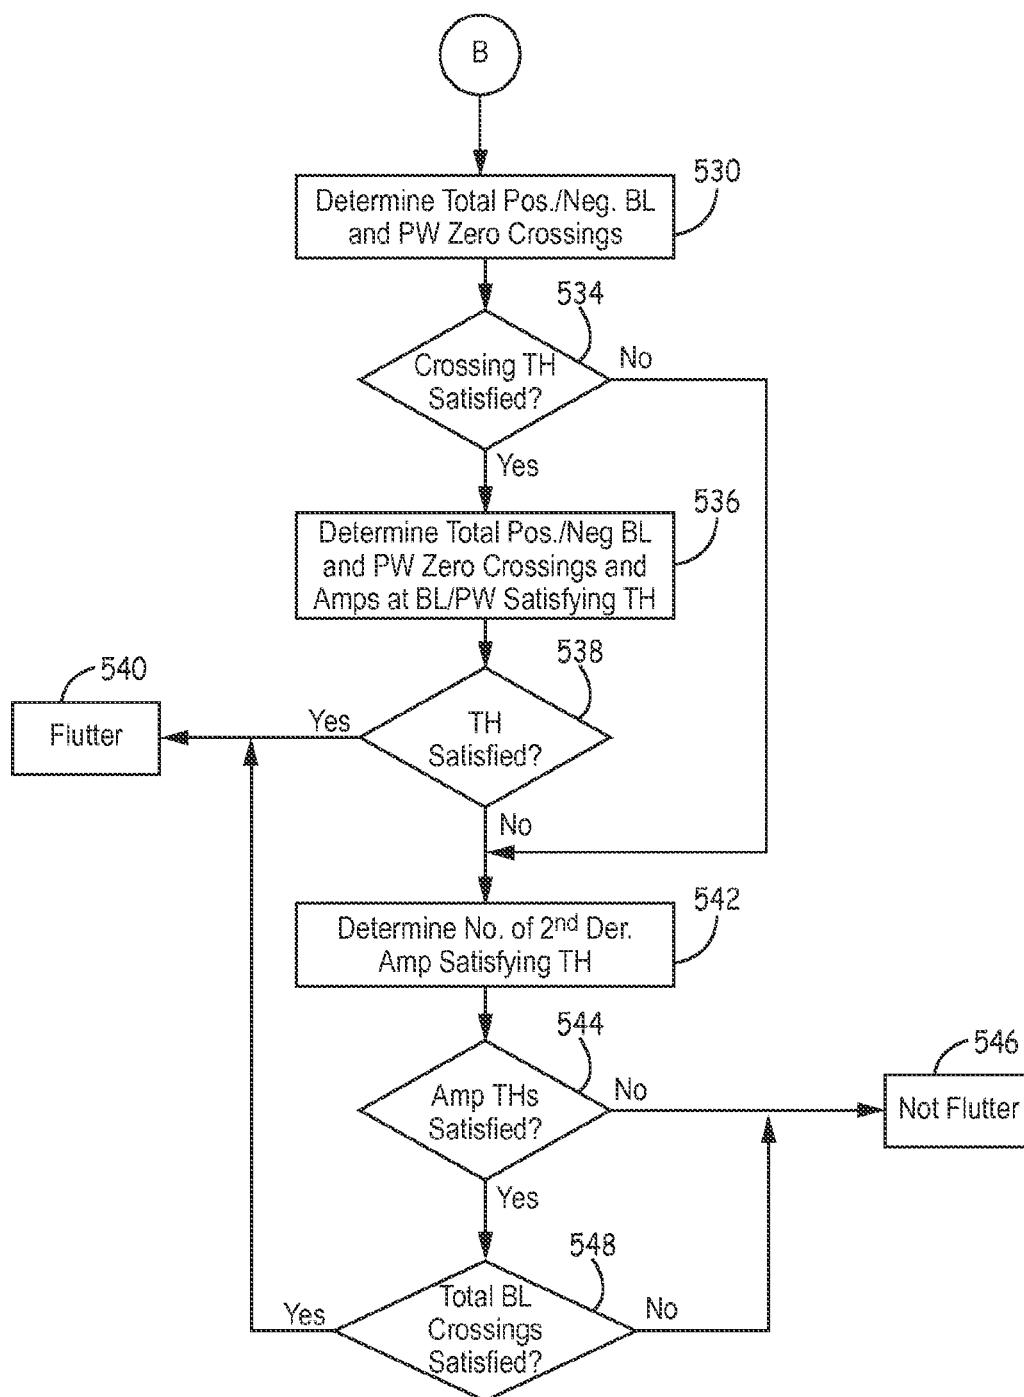 B
530
Determine Total Pos./Neg. BL
and PW Zero Crossings
534
Crossing TH
Satisfied?
No
Yes
536
Determine Total Pos./Neg BL
and PW Zero Crossings and
Amps at BL/PW Satisfying TH
538
540
Flutter
Yes
TH
Satisfied?
No
542
Determine No. of 2nd Der.
Amp Satisfying TH
544
Amp THs
Satisfied?
No
546
Not Flutter
Yes
548
Total BL
Crossings
Satisfied?
Yes
No